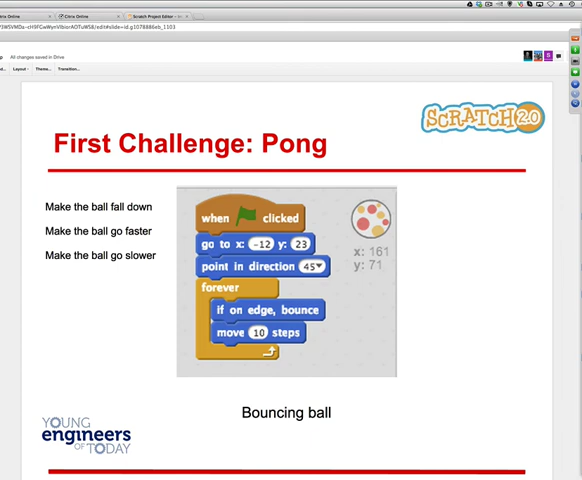 Citrix Online
Scratch Project Editor
All changes saved in Drive
Layout
Theme...
Transition...
SCRATCH 2.0
First Challenge: Pong
Make the ball fall down
Make the ball go faster
Make the ball go slower
when clicked
go to x: -12 y: 23
point in direction 45
forever
if on edge, bounce
move 10 steps
x: 161
y: 71
Bouncing ball
YOUNG
engineers
OF TODAY